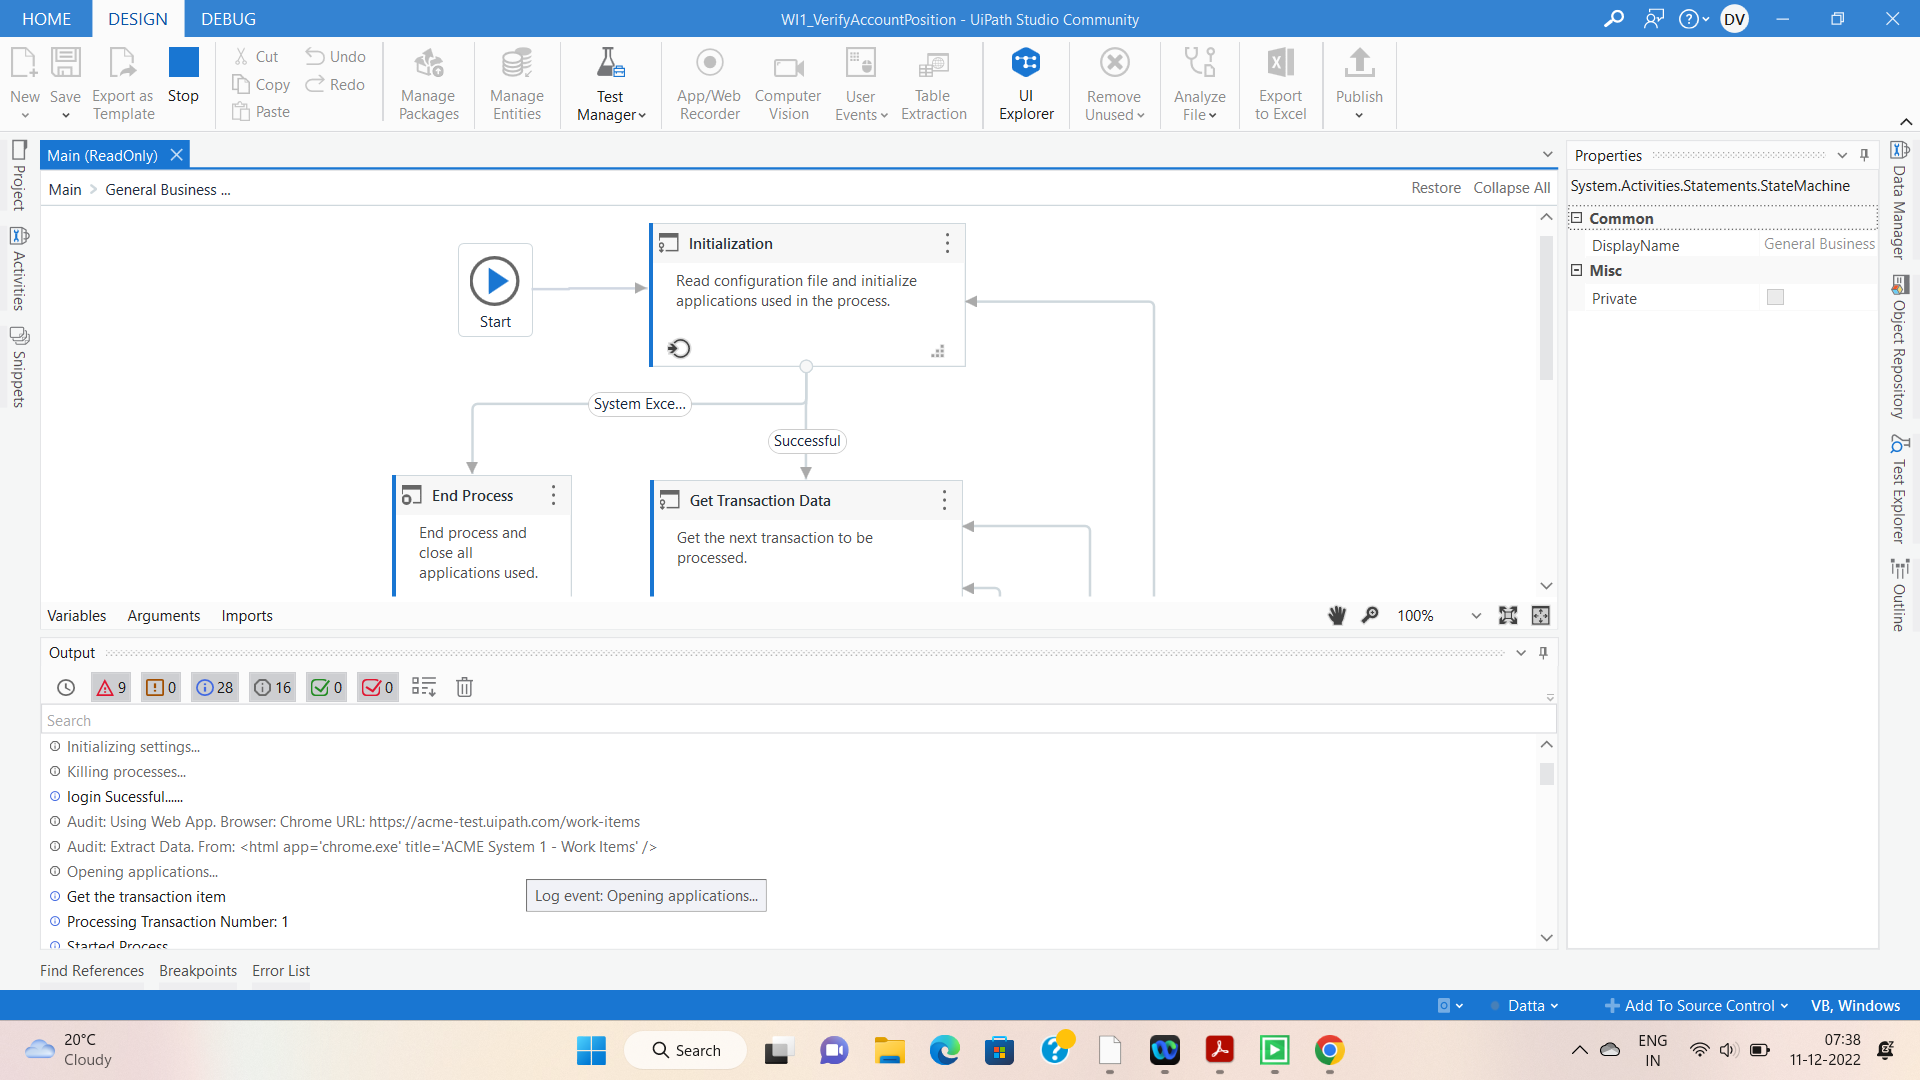 HOME DESIGN DEBUG
WI1_VerifyAccountPosition - UiPath Studio Community
DV
New
Save
Export as
Template
Stop
Cut
Copy
Paste
Undo
Redo
Manage
Packages
Manage
Entities
Test
Manager
App/Web
Recorder
Computer
Vision
User
Events
Table
Extraction
UI
Explorer
Remove
Unused
Analyze
File
Export
to Excel
Publish
Project
Activities
Snippets
Main (ReadOnly)
Main > General Business ...
Restore Collapse All
Start
Initialization
Read configuration file and initialize
applications used in the process.
System Exce...
Successful
End Process
End process and
close all
applications used.
Get Transaction Data
Get the next transaction to be
processed.
Variables Arguments Imports
100%
Properties
System.Activities.Statements.StateMachine
Common
DisplayName General Business
Misc
Private
Data Manager
Object Repository
Test Explorer
Outline
Output
9 0 28 16 0 0
Search
Initializing settings...
Killing processes...
login Sucessful......
Audit: Using Web App. Browser: Chrome URL: https://acme-test.uipath.com/work-items
Audit: Extract Data. From: <html app='chrome.exe' title='ACME System 1 - Work Items' />
Opening applications...
Get the transaction item
Log event: Opening applications...
Processing Transaction Number: 1
Started Process
Find References Breakpoints Error List
0
Datta
Add To Source Control
VB, Windows
20°C
Cloudy
Search
ENG
IN
07:38
11-12-2022